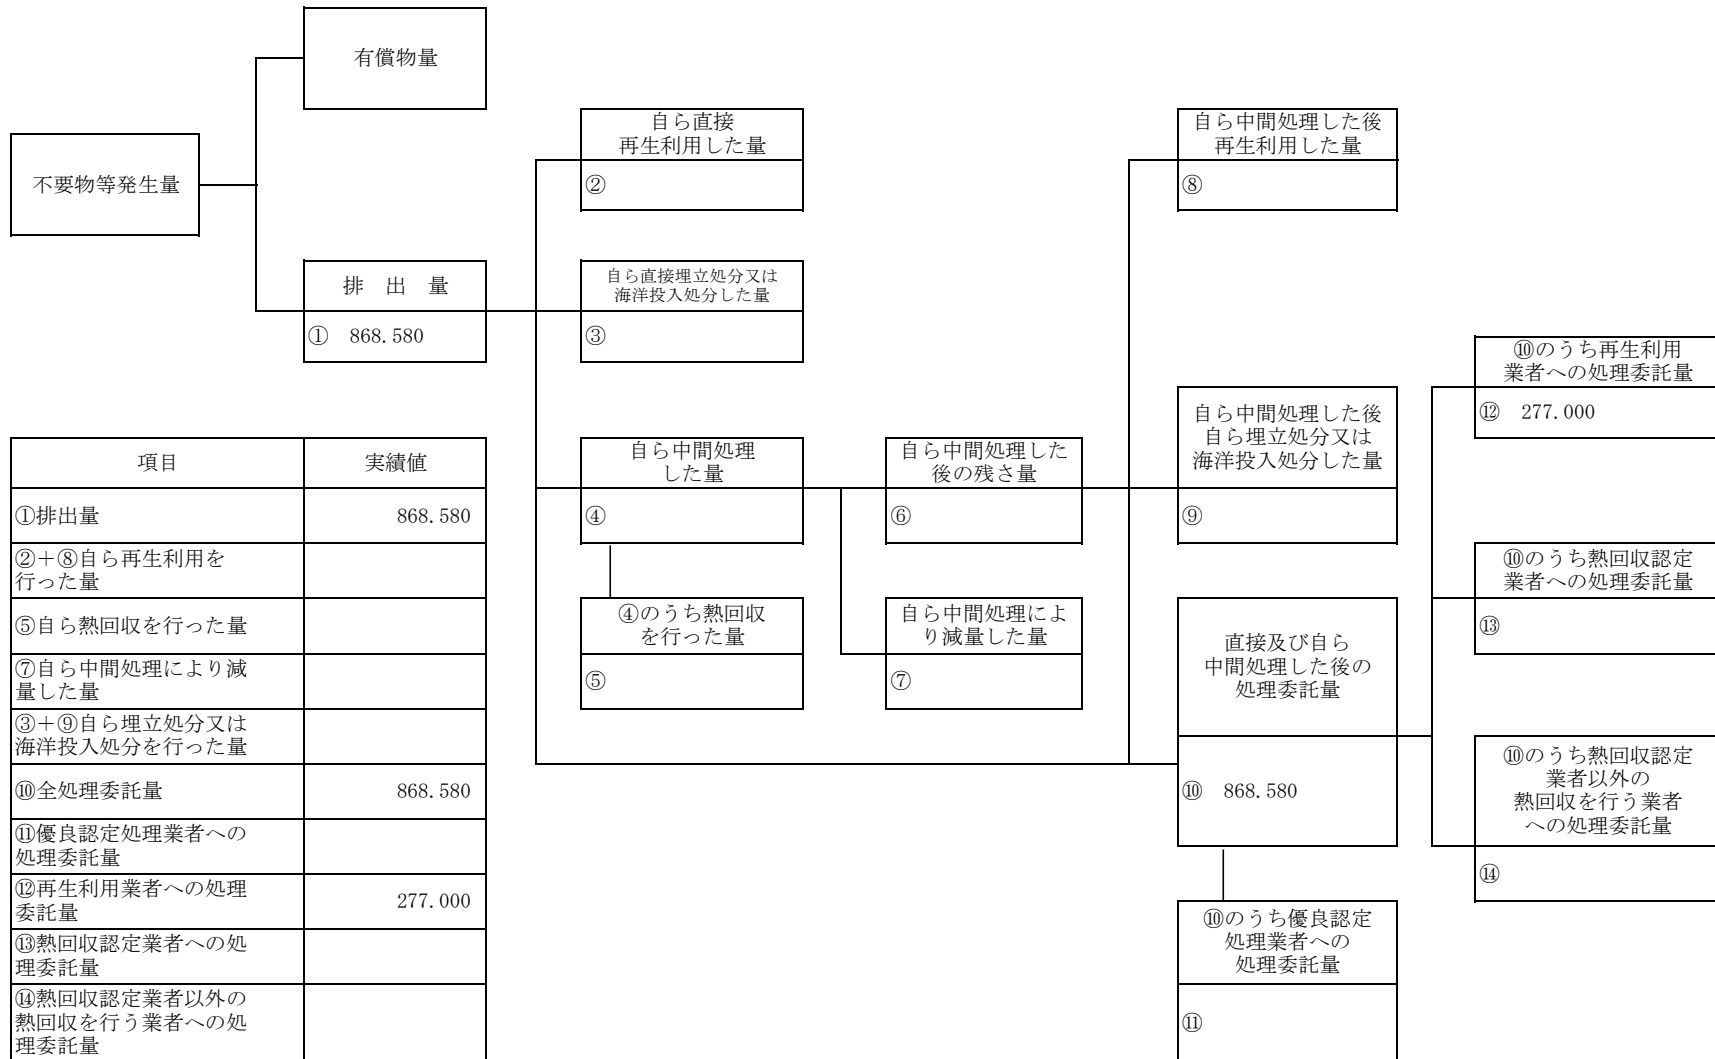 有償物量
不要物等発生量
排　出　量
① 868.580
自ら直接
再生利用した量
②
自ら直接埋立処分又は
海洋投入処分した量
③
自ら中間処理
した量
④
④のうち熱回収
を行った量
⑤
自ら中間処理した
後の残さ量
⑥
自ら中間処理によ
り減量した量
⑦
自ら中間処理した後
再生利用した量
⑧
自ら中間処理した後
自ら埋立処分又は
海洋投入処分した量
⑨
直接及び自ら
中間処理した後の
処理委託量
⑩ 868.580
⑩のうち優良認定
処理業者への
処理委託量
⑪
⑩のうち再生利用
業者への処理委託量
⑫ 277.000
⑩のうち熱回収認定
業者への処理委託量
⑬
⑩のうち熱回収認定
業者以外の
熱回収を行う業者
への処理委託量
⑭
項目 実績値
①排出量 868.580
②＋⑧自ら再生利用を
行った量
⑤自ら熱回収を行った量
⑦自ら中間処理により減
量した量
③＋⑨自ら埋立処分又は
海洋投入処分を行った量
⑩全処理委託量 868.580
⑪優良認定処理業者への
処理委託量
⑫再生利用業者への処理
委託量 277.000
⑬熱回収認定業者への処
理委託量
⑭熱回収認定業者以外の
熱回収を行う業者への処
理委託量